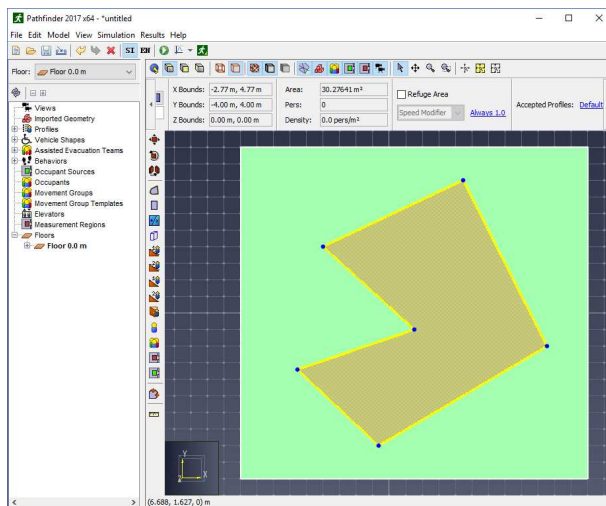 Pathfinder 2017 x64 - *untitled
File Edit Model View Simulation Results Help
SI EN
Floor: Floor 0.0 m
X Bounds: -2.77 m, 4.77 m Area: 30.27641 m² Refuge Area
Y Bounds: -4.00 m, 4.00 m Pers: 0 Speed Modifier Always 1.0 Accepted Profiles: Default
Z Bounds: 0.00 m, 0.00 m Density: 0.0 pers/m²
Views
Imported Geometry
Profiles
Vehicle Shapes
Assisted Evacuation Teams
Behaviors
Occupant Sources
Occupants
Movement Groups
Movement Group Templates
Elevators
Measurement Regions
Floors
Floor 0.0 m
Y
Z X
(6.688, 1.627, 0) m